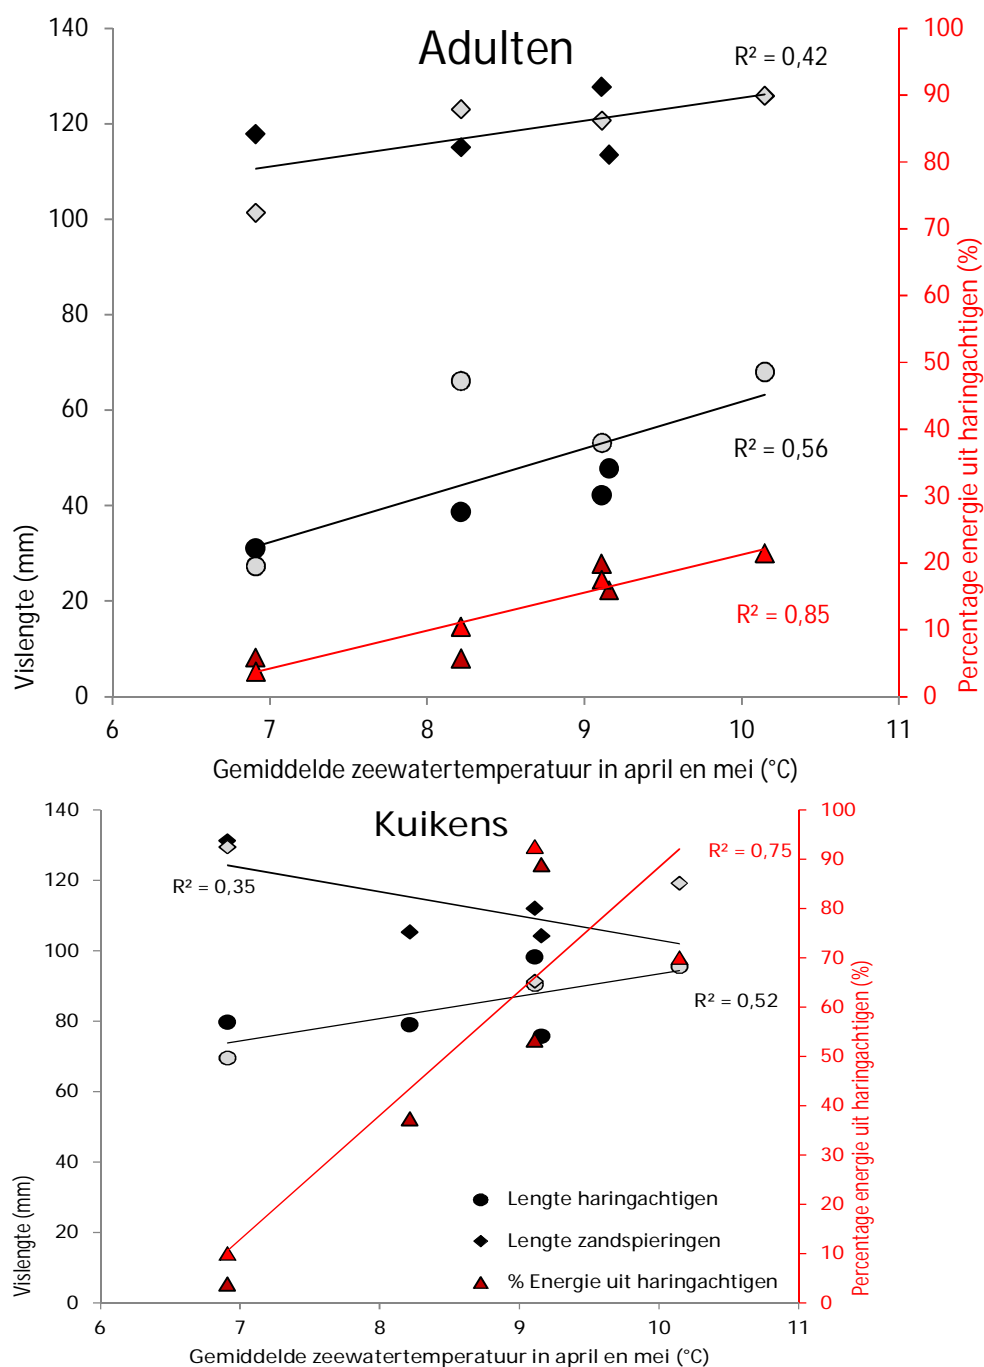 Adulten
R² = 0,42
R² = 0,56
R² = 0,85
140
120
100
80
60
40
20
0
100
90
80
70
60
50
40
30
20
10
0
6 7 8 9 10 11
Vislengte (mm)
Percentage energie uit haringachtigen (%)
Gemiddelde zeewatertemperatuur in april en mei (°C)
Kuikens
R² = 0,75
R² = 0,35
R² = 0,52
140
120
100
80
60
40
20
0
100
90
80
70
60
50
40
30
20
10
0
Lengte haringachtigen
Lengte zandspieringen
% Energie uit haringachtigen
6 7 8 9 10 11
Vislengte (mm)
Percentage energie uit haringachtigen (%)
Gemiddelde zeewatertemperatuur in april en mei (°C)